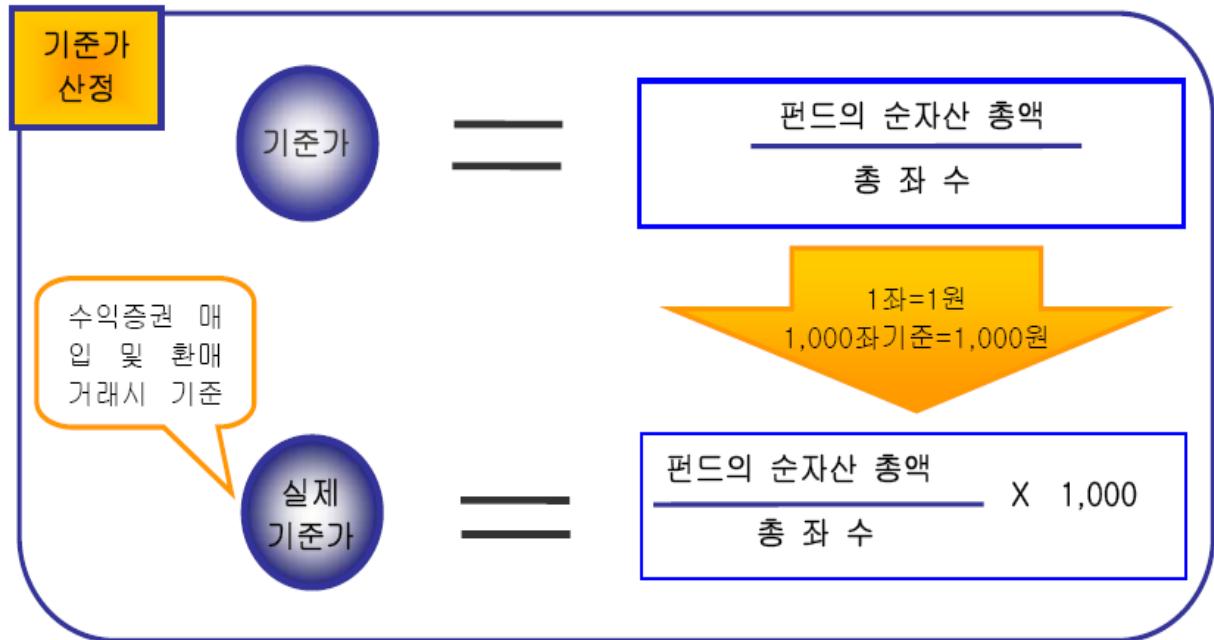 기준가
산정
기준가
펀드의 순자산 총액
총 좌 수
1좌=1원
1,000좌기준=1,000원
수익증권 매
입 및 환매
거래시 기준
실제
기준가
펀드의 순자산 총액
X 1,000
총 좌 수